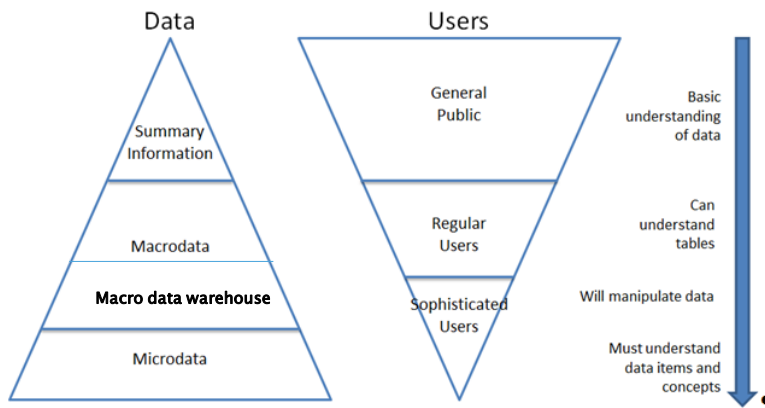 Data
Users
Summary
Information
General
Public
Basic
understanding
of data
Macrodata
Regular
Users
Can
understand
tables
Macro data warehouse
Sophisticated
Users
Will manipulate data
Microdata
Must understand
data items and
concepts